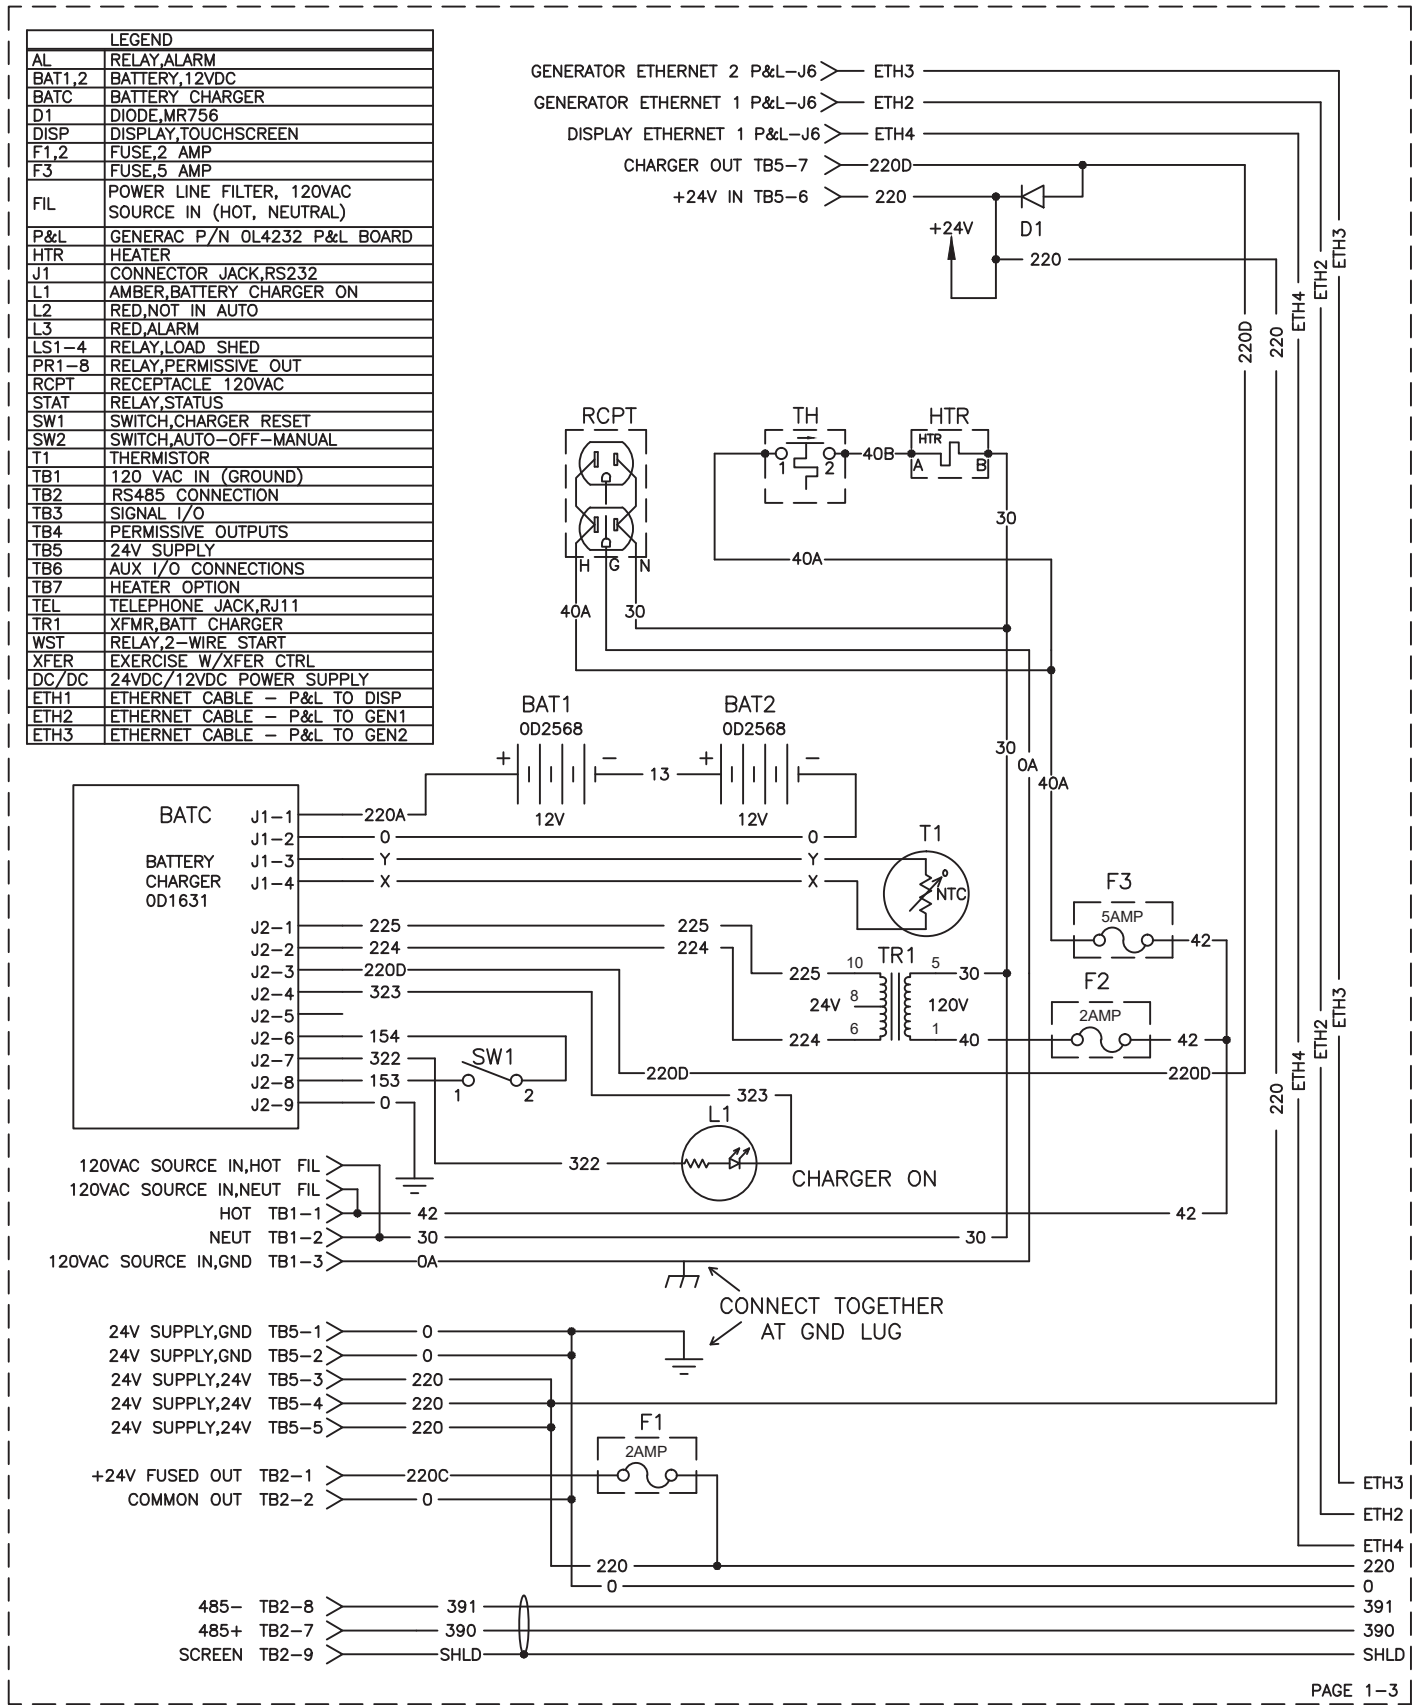 LEGEND
AL RELAY,ALARM
BAT1,2 BATTERY,12VDC
BATC BATTERY CHARGER
D1 DIODE,MR756
DISP DISPLAY,TOUCHSCREEN
F1,2 FUSE,2 AMP
F3 FUSE,5 AMP
FIL POWER LINE FILTER, 120VAC
SOURCE IN (HOT, NEUTRAL)
P&L GENERAC P/N 0L4232 P&L BOARD
HTR HEATER
J1 CONNECTOR JACK,RS232
L1 AMBER,BATTERY CHARGER ON
L2 RED,NOT IN AUTO
L3 RED,ALARM
LS1-4 RELAY,LOAD SHED
PR1-8 RELAY,PERMISSIVE OUT
RCPT RECEPTACLE 120VAC
STAT RELAY,STATUS
SW1 SWITCH,CHARGER RESET
SW2 SWITCH,AUTO-OFF-MANUAL
T1 THERMISTOR
TB1 120 VAC IN (GROUND)
TB2 RS485 CONNECTION
TB3 SIGNAL I/O
TB4 PERMISSIVE OUTPUTS
TB5 24V SUPPLY
TB6 AUX I/O CONNECTIONS
TB7 HEATER OPTION
TEL TELEPHONE JACK,RJ11
TR1 XFMR,BATT CHARGER
WST RELAY,2-WIRE START
XFER EXERCISE W/XFER CTRL
DC/DC 24VDC/12VDC POWER SUPPLY
ETH1 ETHERNET CABLE - P&L TO DISP
ETH2 ETHERNET CABLE - P&L TO GEN1
ETH3 ETHERNET CABLE - P&L TO GEN2
GENERATOR ETHERNET 2 P&L-J6 ETH3
GENERATOR ETHERNET 1 P&L-J6 ETH2
DISPLAY ETHERNET 1 P&L-J6 ETH4
CHARGER OUT TB5-7 220D
+24V IN TB5-6 220
+24V D1
220
ETH3
ETH2
ETH4
220
220D
RCPT TH HTR
HTR
1 2 40B A B
30
40A
H G N
40A 30
BAT1 BAT2
0D2568 0D2568
+ - 13 + -
12V 12V
30
0A
40A
BATC
BATTERY
CHARGER
0D1631
J1-1 220A
J1-2 0 0
J1-3 Y Y
J1-4 X X
T1
NTC
F3
5AMP
42
J2-1 225 225
J2-2 224 224
J2-3 220D
J2-4 323
J2-5
J2-6 154
J2-7 322
J2-8 153
J2-9 0
TR1
225 10 5 30
24V 8 120V
224 6 1 40
F2
2AMP
42
SW1
1 2
220D 220D
323
L1
322
CHARGER ON
ETH3
ETH2
ETH4
220
120VAC SOURCE IN,HOT FIL
120VAC SOURCE IN,NEUT FIL
HOT TB1-1 42 42
NEUT TB1-2 30 30
120VAC SOURCE IN,GND TB1-3 0A
CONNECT TOGETHER
AT GND LUG
24V SUPPLY,GND TB5-1 0
24V SUPPLY,GND TB5-2 0
24V SUPPLY,24V TB5-3 220
24V SUPPLY,24V TB5-4 220
24V SUPPLY,24V TB5-5 220
F1
2AMP
+24V FUSED OUT TB2-1 220C
COMMON OUT TB2-2 0
ETH3
ETH2
ETH4
220 220
0 0
485- TB2-8 391 391
485+ TB2-7 390 390
SCREEN TB2-9 SHLD SHLD
PAGE 1-3